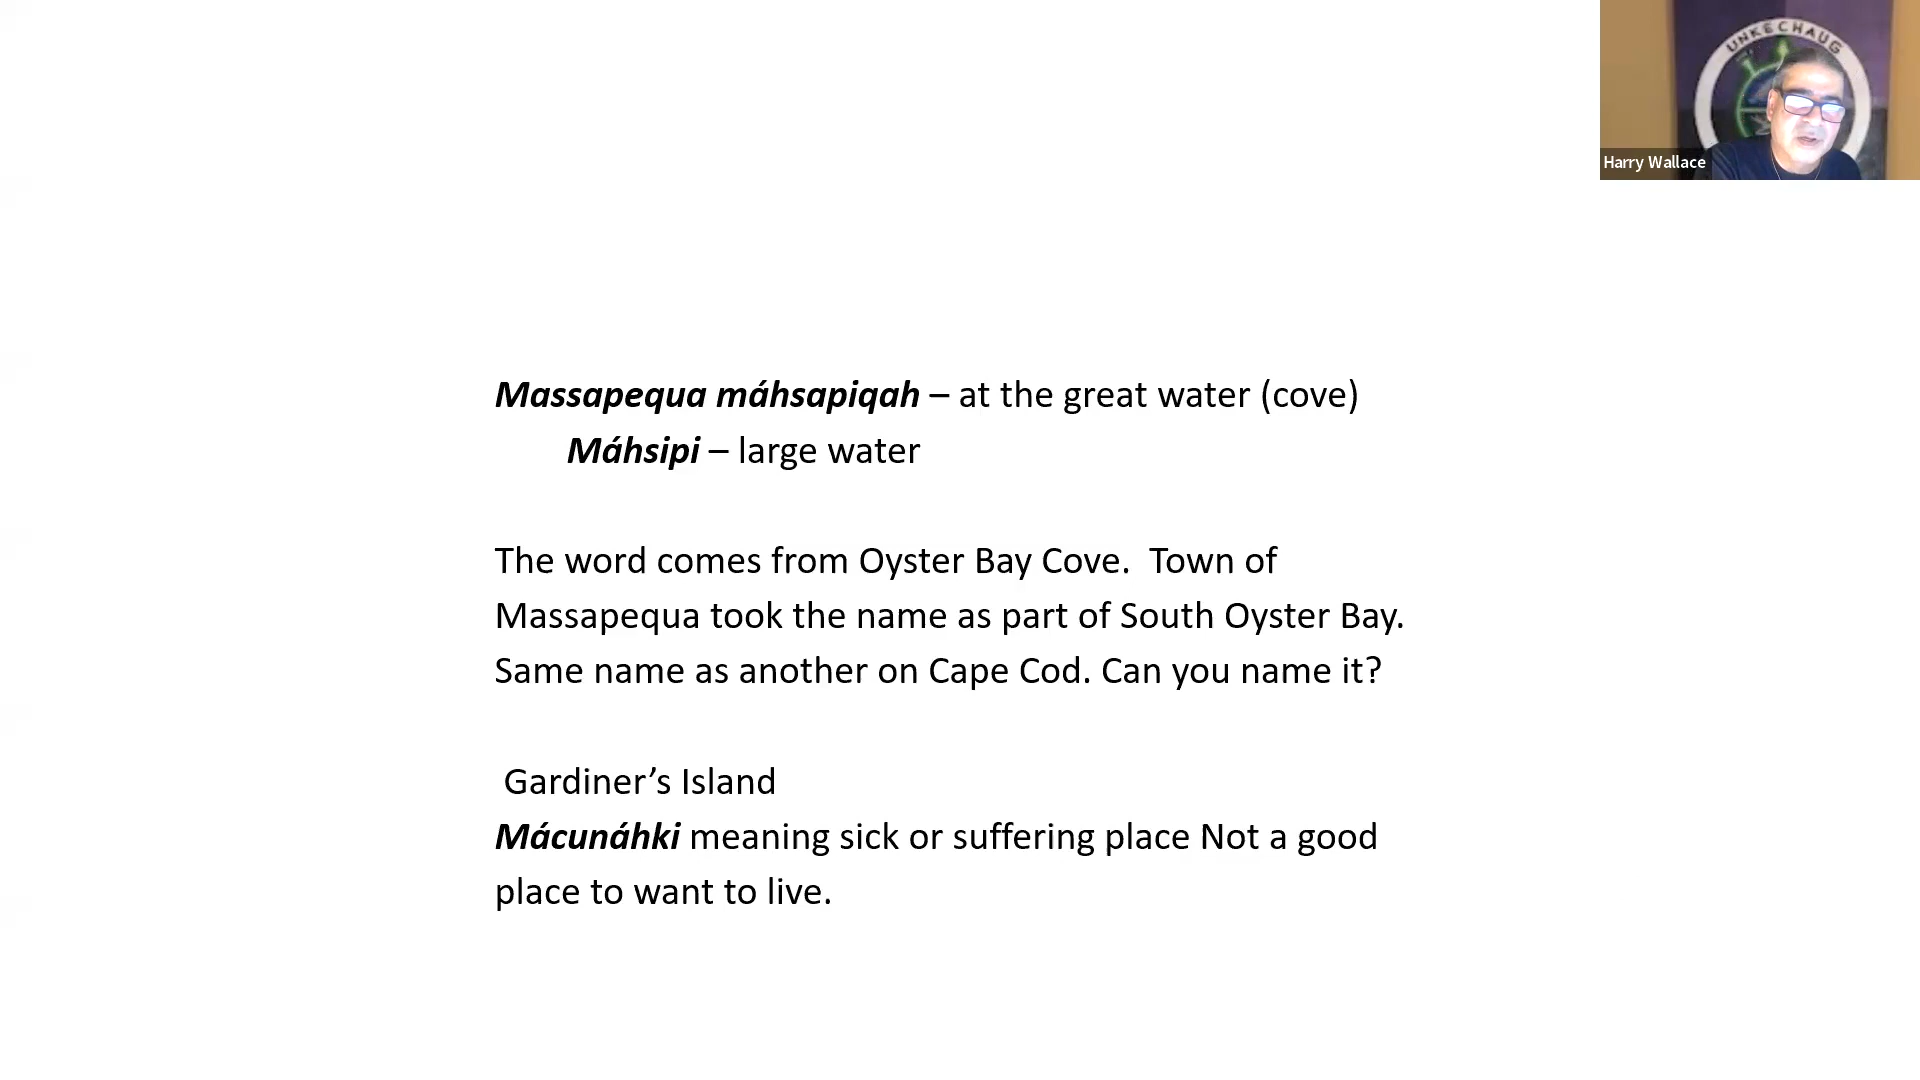 UNKECHAUG
Harry Wallace
Massapequa máhsapiqah – at the great water (cove)
Máhsipi – large water
The word comes from Oyster Bay Cove.  Town of
Massapequa took the name as part of South Oyster Bay.
Same name as another on Cape Cod. Can you name it?
Gardiner’s Island
Mácunáhki meaning sick or suffering place Not a good
place to want to live.